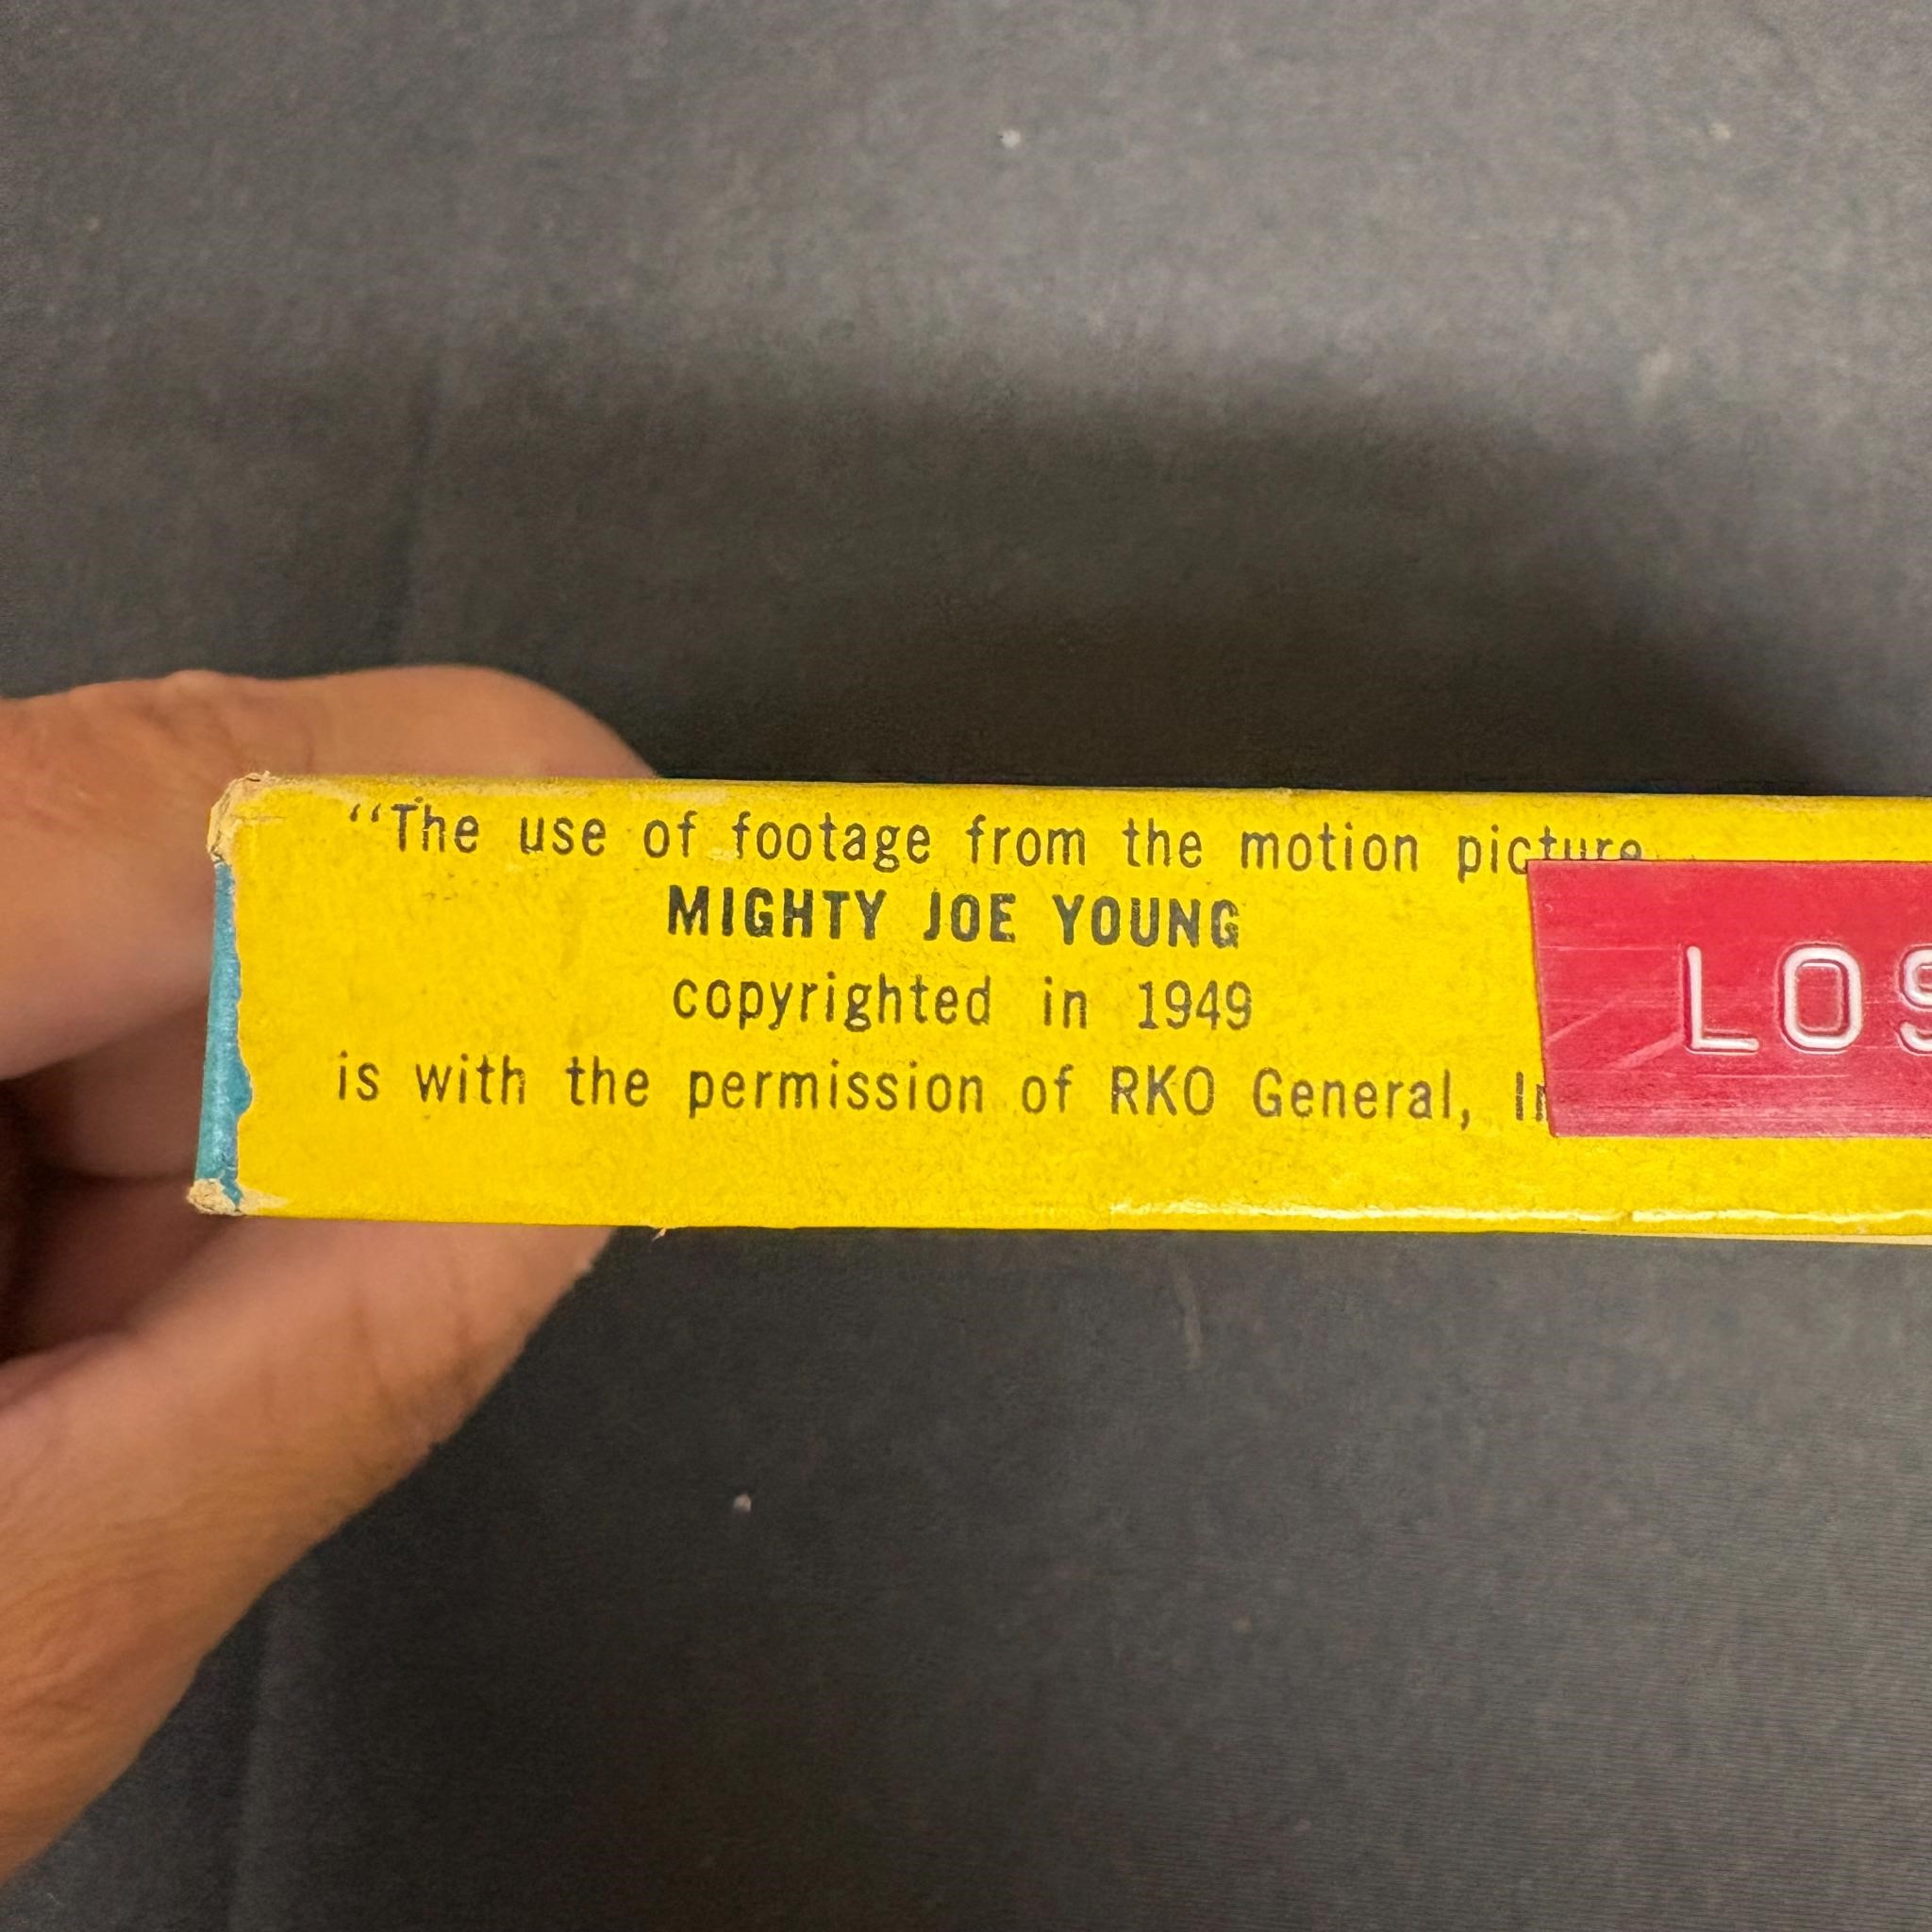 “The use of footage from the motion picture
MIGHTY JOE YOUNG
copyrighted in 1949
is with the permission of RKO General, In
LOS